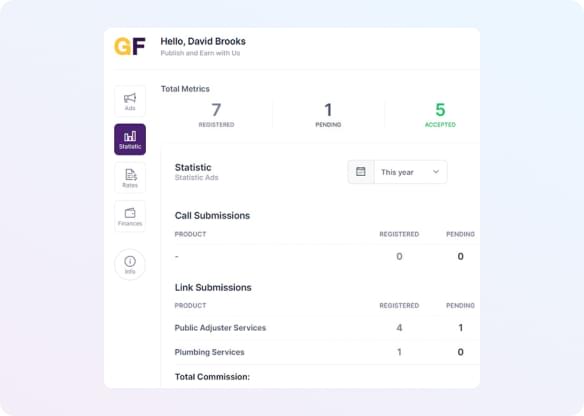 GF
Hello, David Brooks
Publish and Earn with Us
Total Metrics
7 1 5
REGISTERED PENDING ACCEPTED
Ads
Statistic
Rates
Finances
Info
Statistic
Statistic Ads
This year
Call Submissions
PRODUCT REGISTERED PENDING
- 0 0
Link Submissions
PRODUCT REGISTERED PENDING
Public Adjuster Services 4 1
Plumbing Services 1 0
Total Commission: